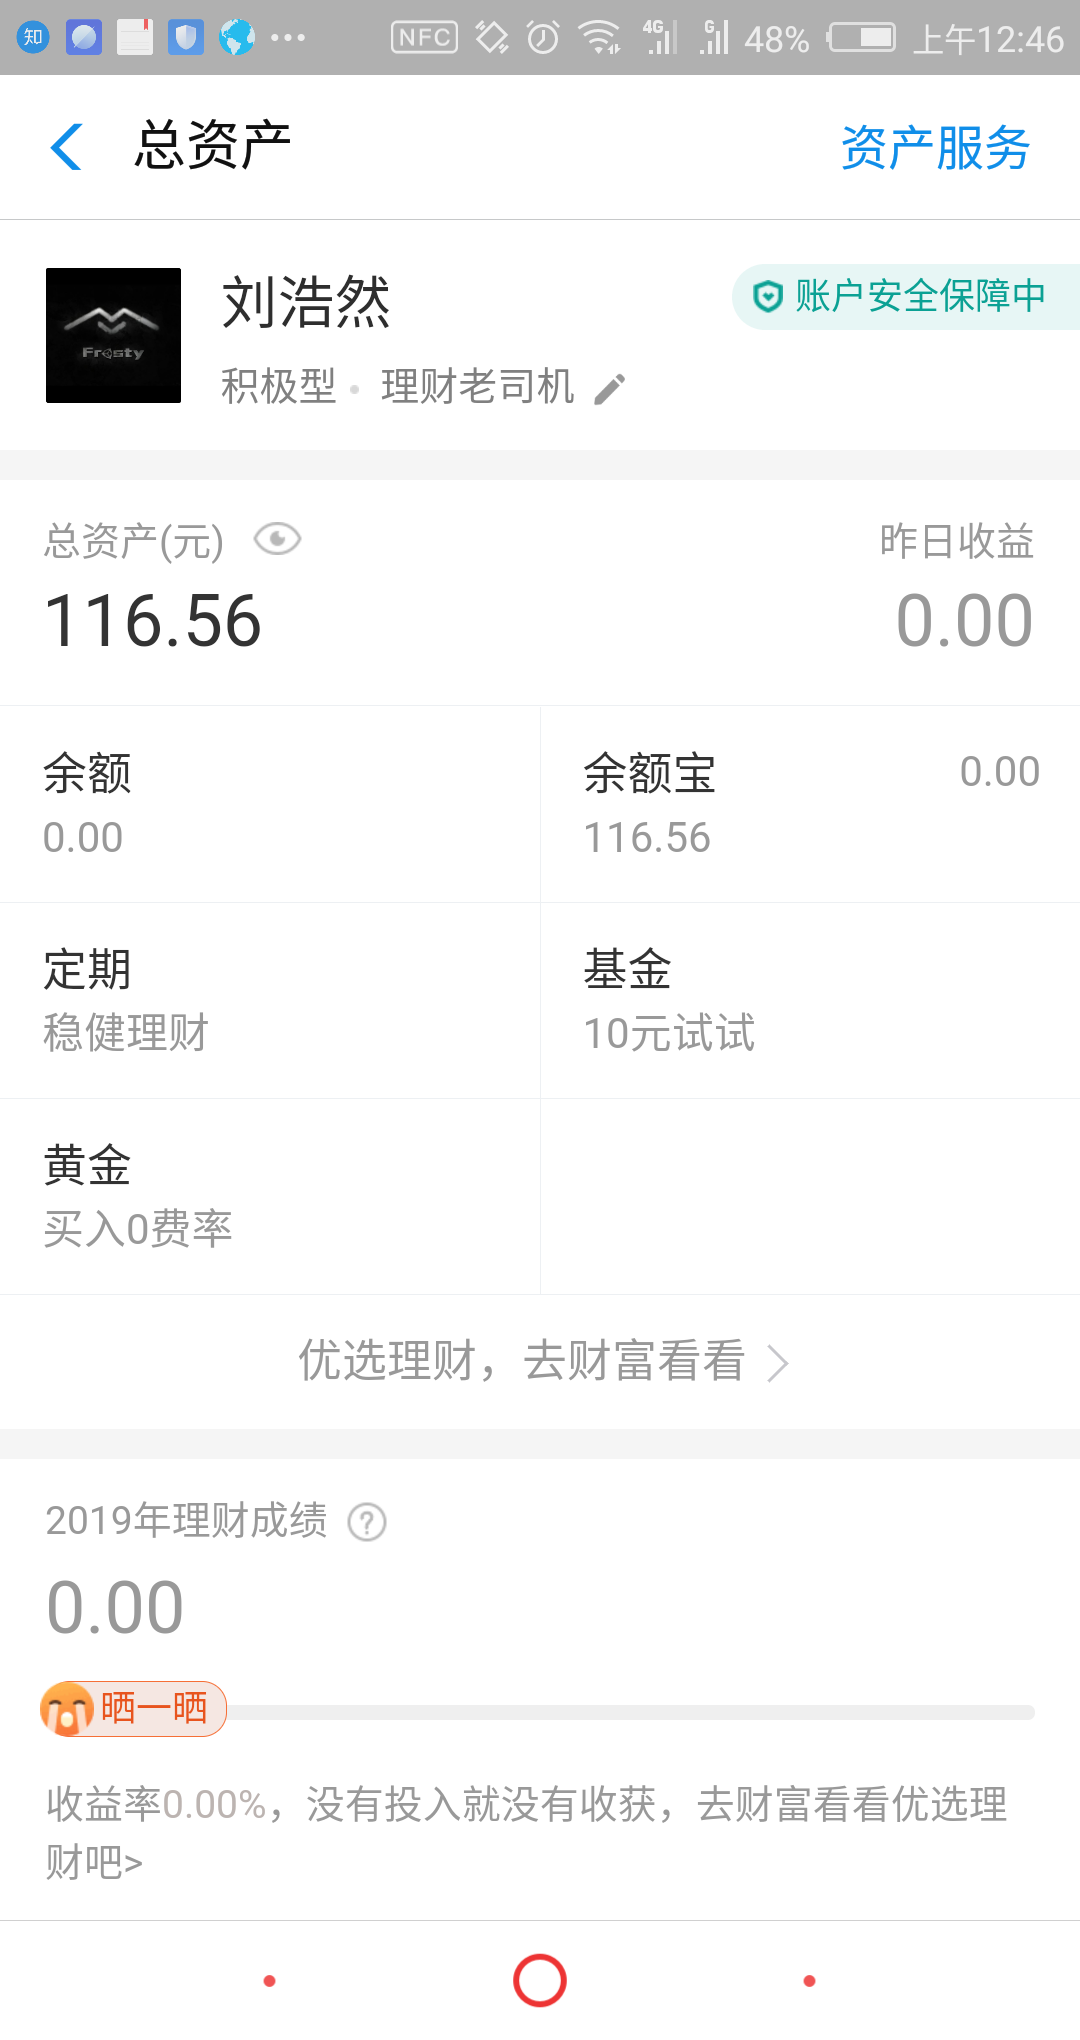 知 NFC 4G G 48% 上午12:46
总资产 资产服务
刘浩然 账户安全保障中
Frosty
积极型 · 理财老司机
总资产(元) 昨日收益
116.56 0.00
余额 余额宝 0.00
0.00 116.56
定期 基金
稳健理财 10元试试
黄金
买入0费率
优选理财，去财富看看
2019年理财成绩 ?
0.00
晒一晒
收益率0.00%，没有投入就没有收获，去财富看看优选理
财吧>